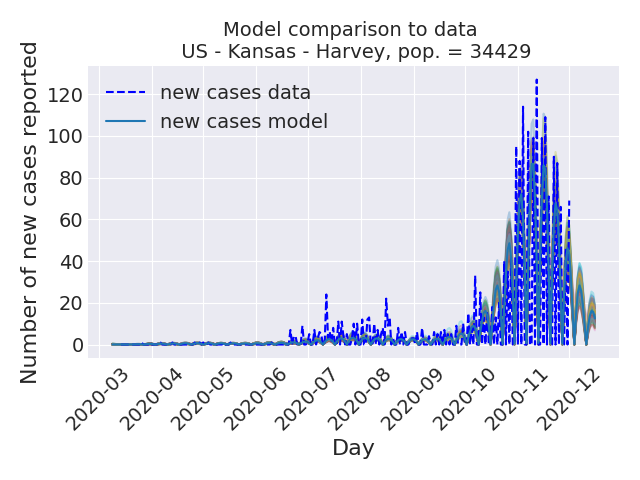 Model comparison to data
US - Kansas - Harvey, pop. = 34429
Number of new cases reported
120
100
80
60
40
20
0
new cases data
new cases model
2020-03
2020-04
2020-05
2020-06
2020-07
2020-08
2020-09
2020-10
2020-11
2020-12
Day